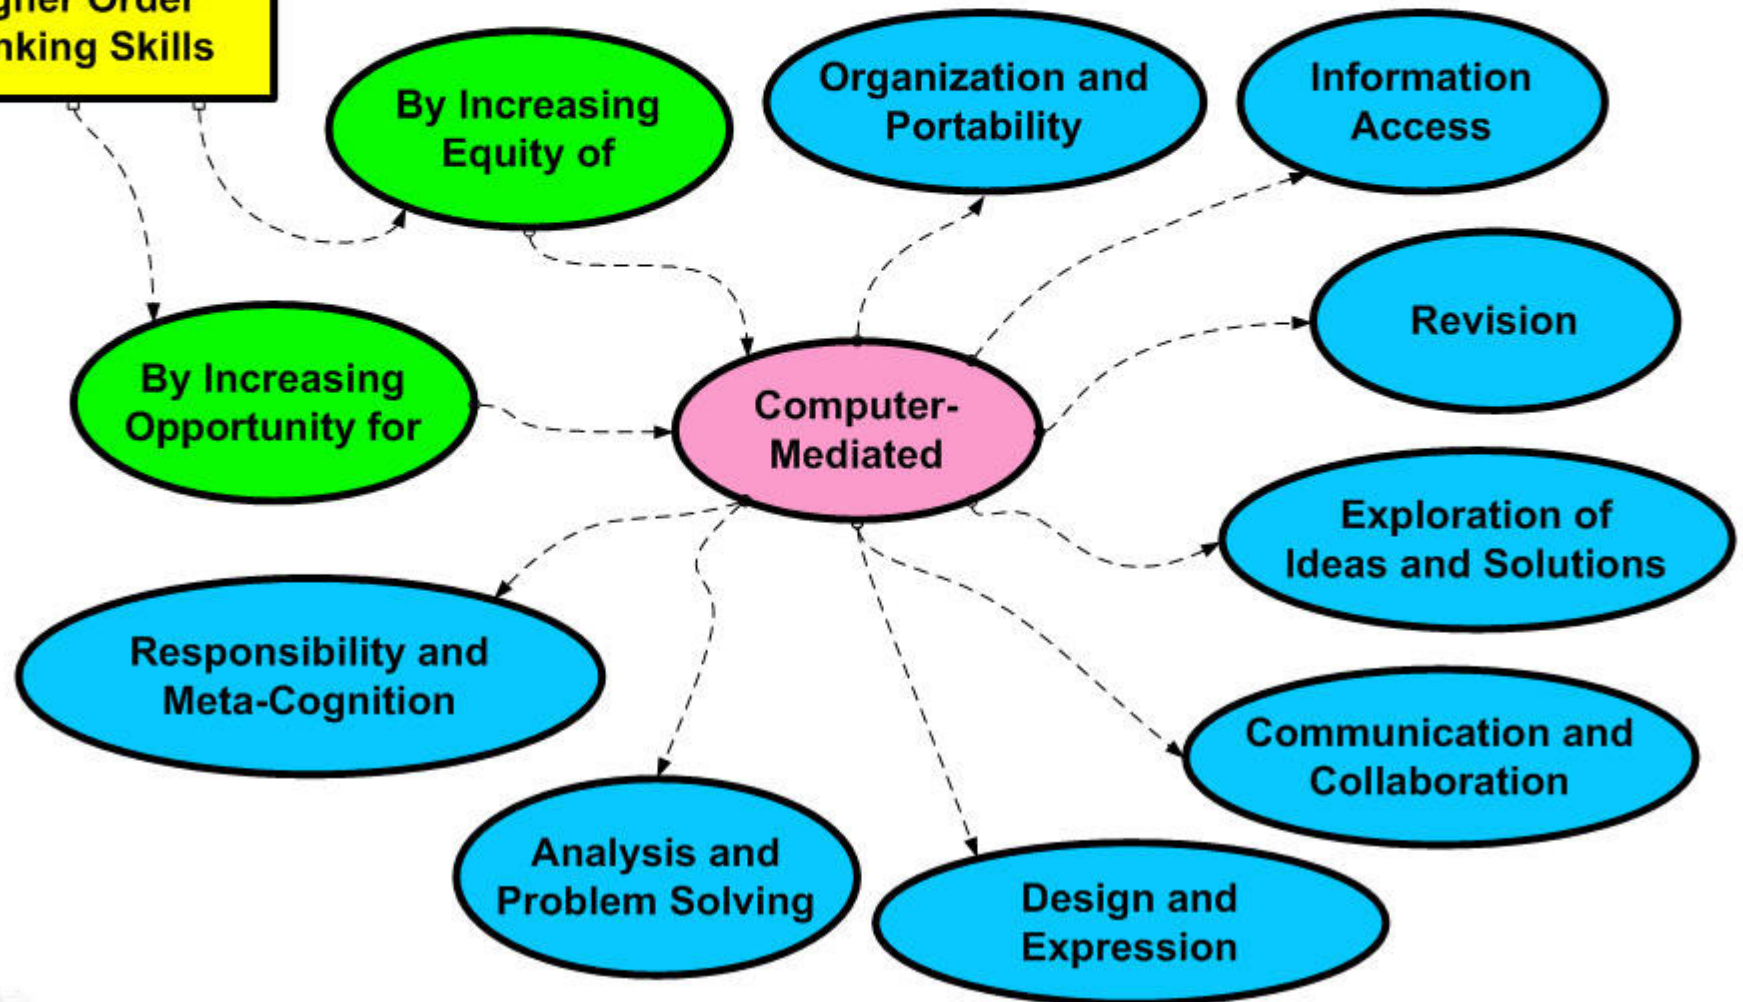 nking Skills
By Increasing
Equity of
Organization and
Portability
Information
Access
Revision
By Increasing
Opportunity for
Computer-
Mediated
Exploration of
Ideas and Solutions
Responsibility and
Meta-Cognition
Communication and
Collaboration
Analysis and
Problem Solving
Design and
Expression